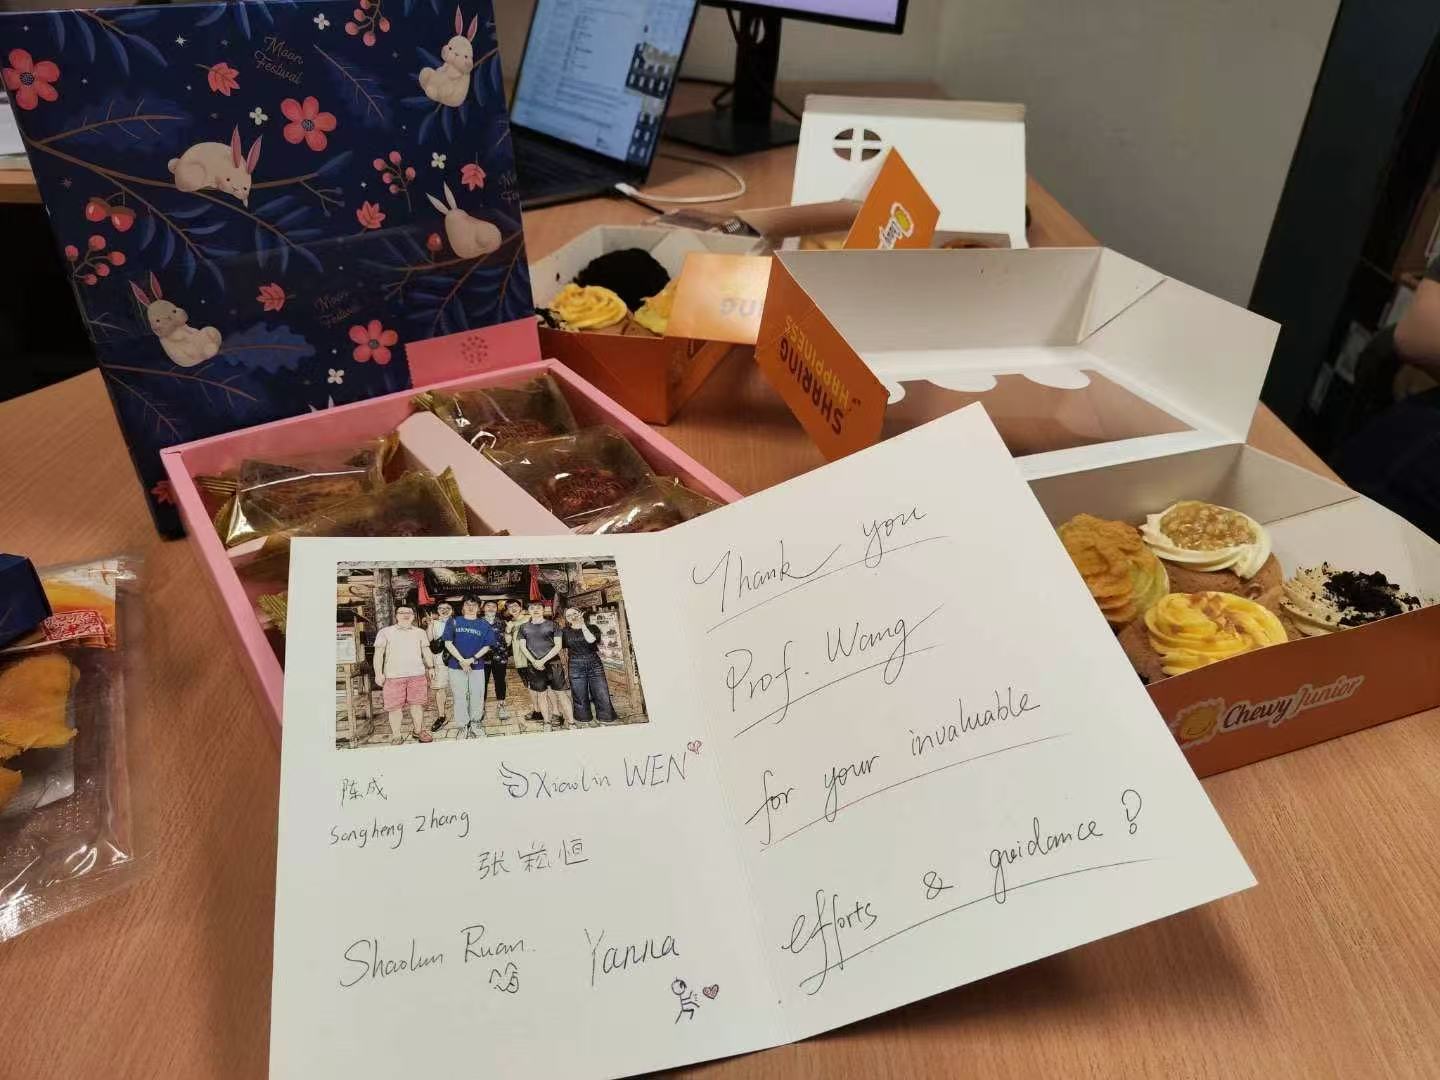 Moon
Festival
Moon
Festival
SHARING
HAPPINESS
Thank you
Prof. Wang
for your invaluable
efforts & guidance!
陈成
Xiaolin WEN
Songheng Zhang
张崧恒
Shaolun Ruan
Yanna
Chewy Junior